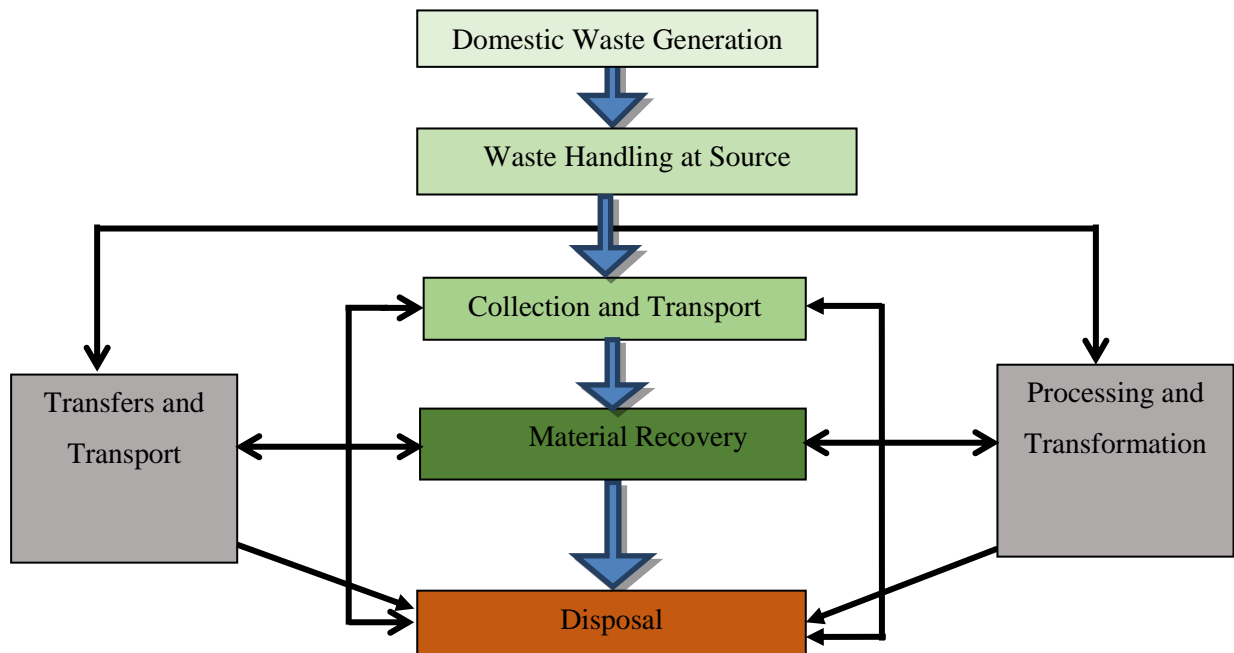 Domestic Waste Generation
Waste Handling at Source
Collection and Transport
Transfers and
Transport
Processing and
Transformation
Material Recovery
Disposal